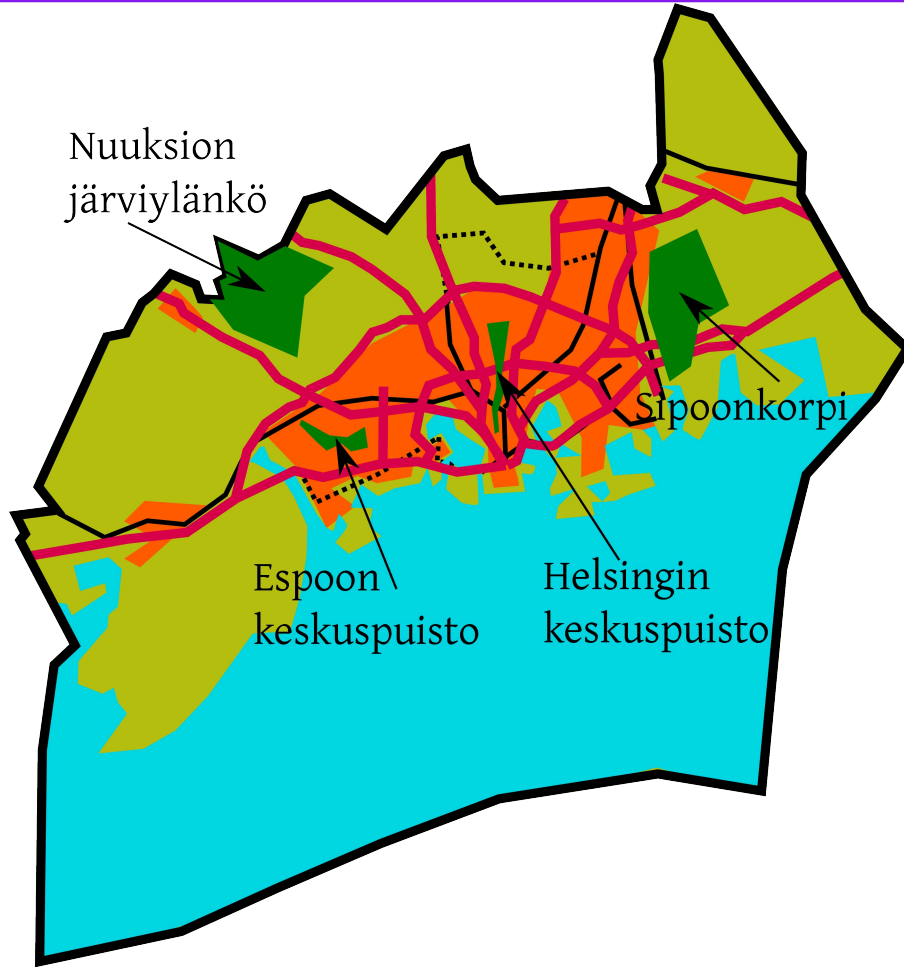 Nuuksion
järviylänkö
Sipoonkorpi
Espoon
keskuspuisto
Helsingin
keskuspuisto